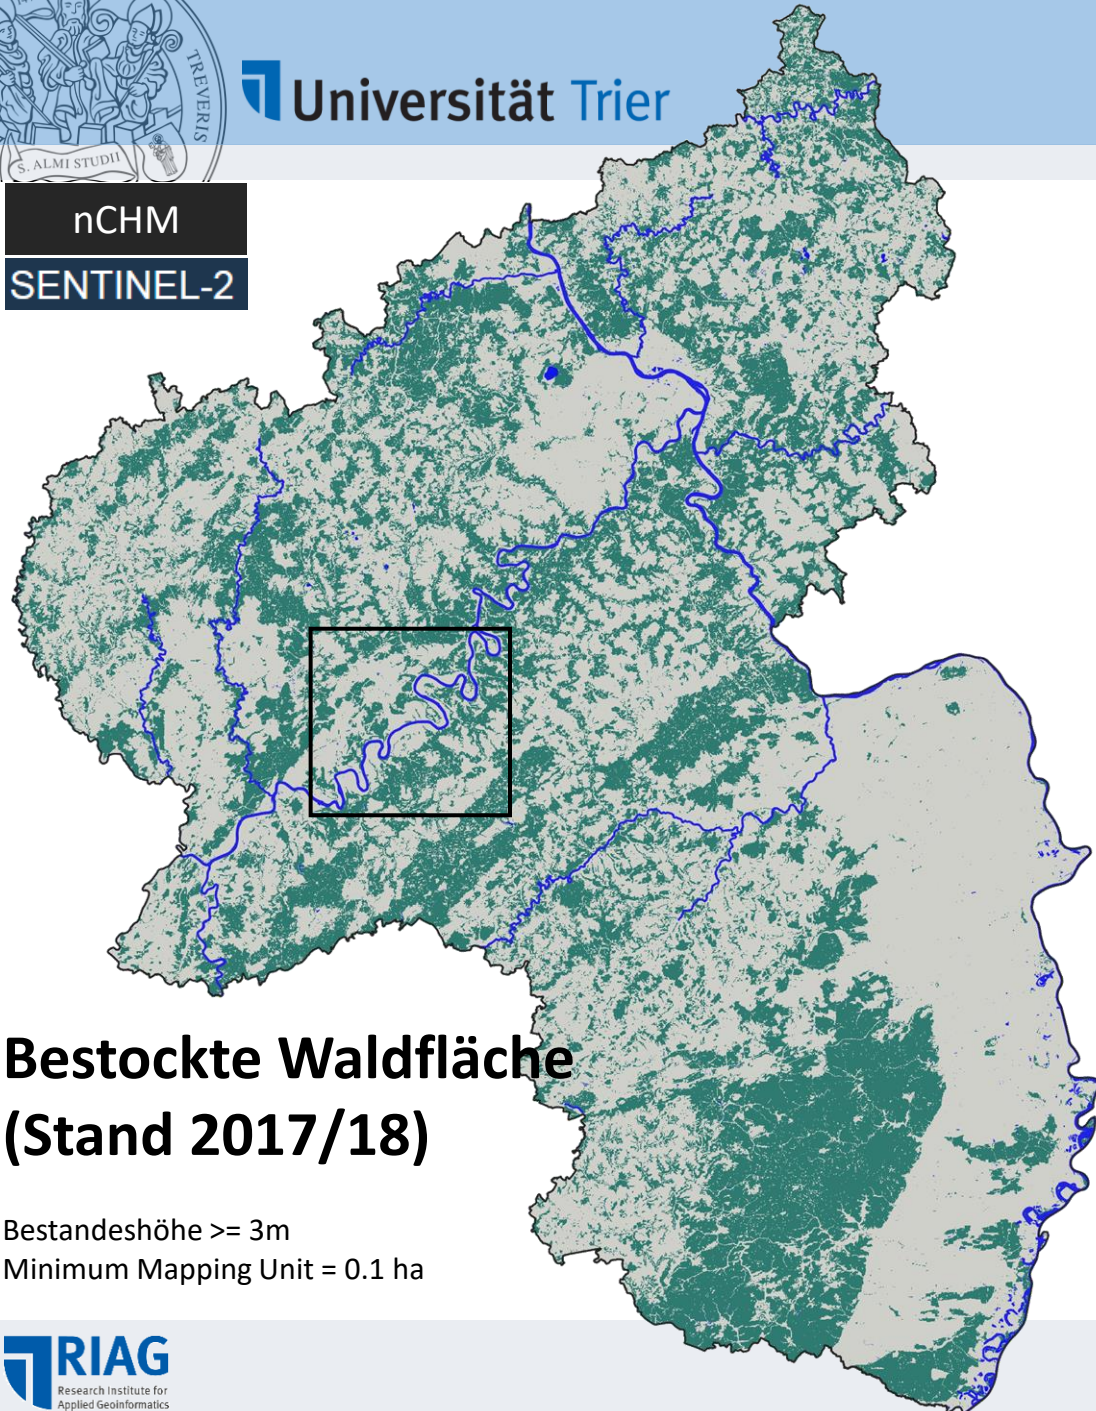 TREVERIS
S. ALMI STUDII
Universität Trier
nCHM
SENTINEL-2
Bestockte Waldfläche
(Stand 2017/18)
Bestandeshöhe >= 3m
Minimum Mapping Unit = 0.1 ha
RIAG
Research Institute for
Applied Geoinformatics